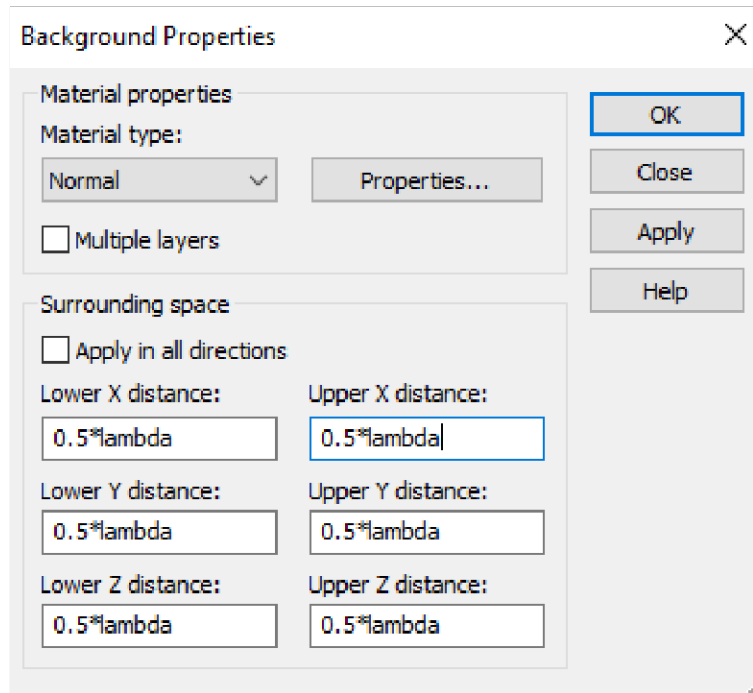 Background Properties
Material properties
Material type:
Normal
Properties...
Multiple layers
OK
Close
Apply
Help
Surrounding space
Apply in all directions
Lower X distance:
Upper X distance:
0.5*lambda
0.5*lambda
Lower Y distance:
Upper Y distance:
0.5*lambda
0.5*lambda
Lower Z distance:
Upper Z distance:
0.5*lambda
0.5*lambda